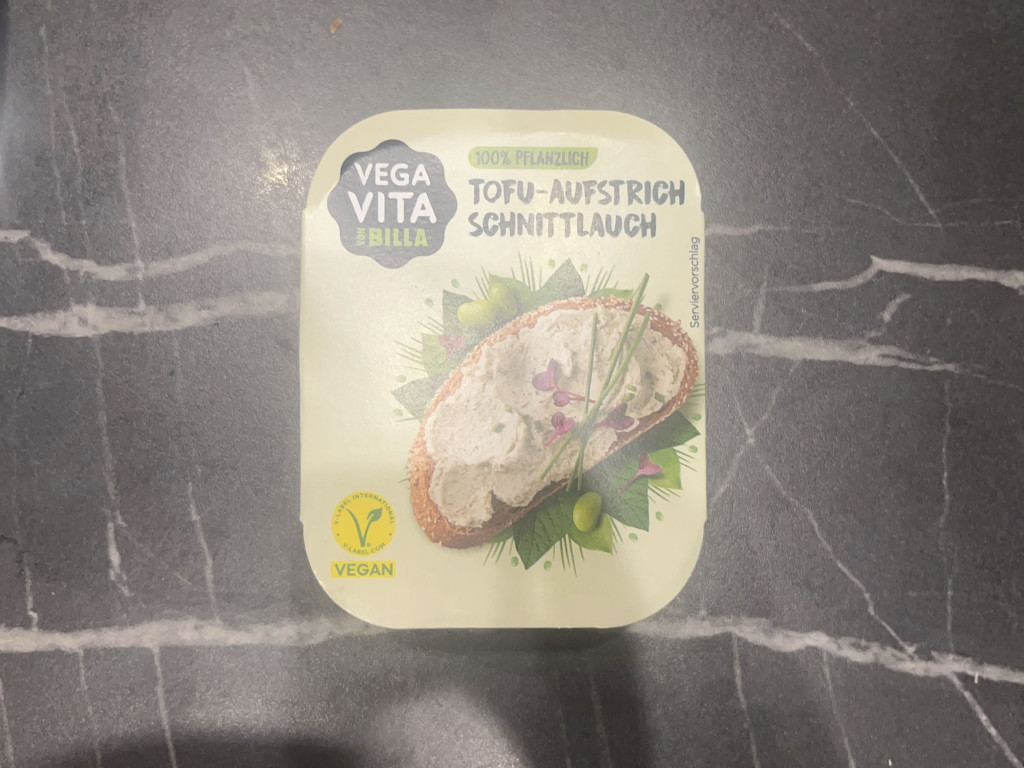 VEGA
VITA
VON BILLA
100% PFLANZLICH
TOFU-AUFSTRICH
SCHNITTLAUCH
Serviervorschlag
V-LABEL INTERNATIONAL
V-LABEL.COM
VEGAN